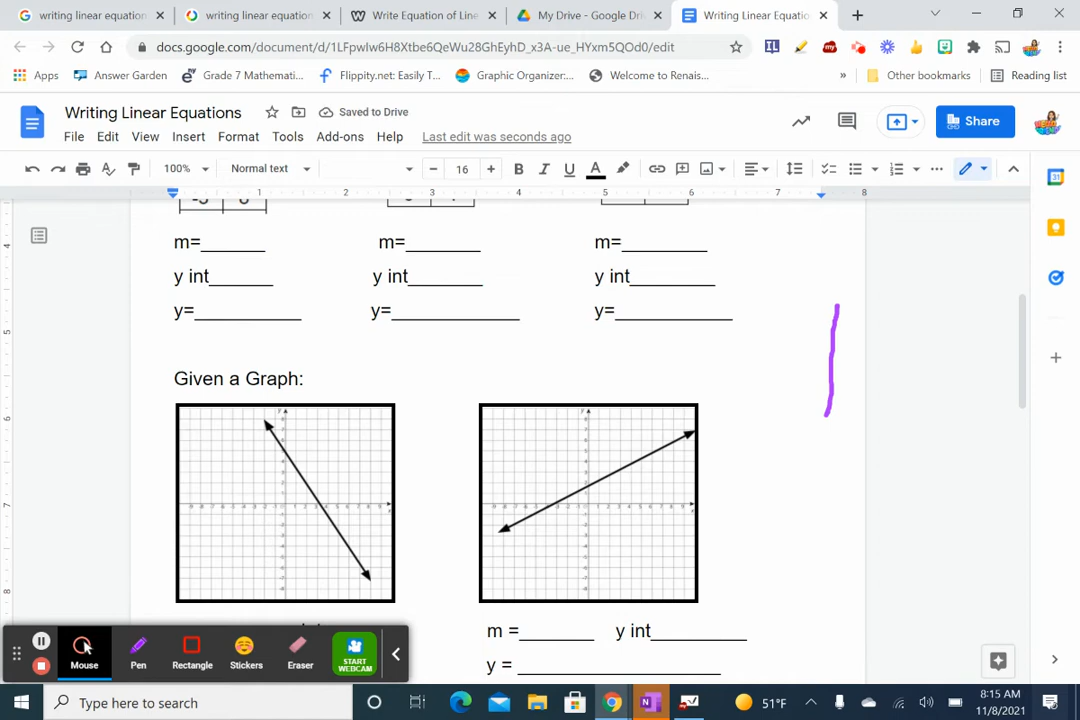 writing linear equation
writing linear equation
Write Equation of Line
My Drive - Google Dri
Writing Linear Equatio
docs.google.com/document/d/1LFpwIw6H8Xtbe6QeWu28GhEyhD_x3A-ue_HYxm5QOd0/edit
Apps
Answer Garden
Grade 7 Mathemati...
Flippity.net: Easily T...
Graphic Organizer:...
Welcome to Renais...
Other bookmarks
Reading list
Writing Linear Equations
Saved to Drive
Share
File Edit View Insert Format Tools Add-ons Help Last edit was seconds ago
100% Normal text 16
m=______ m=________ m=_________
y int_______ y int________ y int_________
y=___________ y=_____________ y=____________
Given a Graph:
m =_______ y int_________
y = ___________________
Mouse
Pen
Rectangle
Stickers
START WEBCAM
Eraser
Type here to search
51°F
8:15 AM
11/8/2021